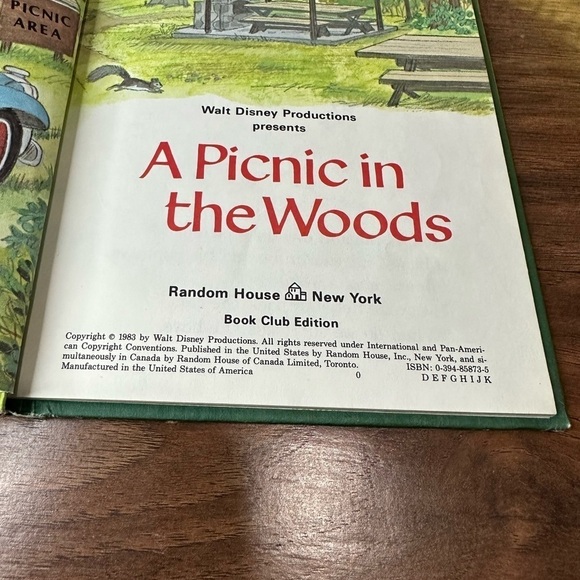 PICNIC
AREA
Walt Disney Productions
presents
A Picnic in
the Woods
Random House New York
Book Club Edition
Copyright © 1983 by Walt Disney Productions. All rights reserved under International and Pan-Ameri-
can Copyright Conventions. Published in the United States by Random House, Inc., New York, and si-
multaneously in Canada by Random House of Canada Limited, Toronto. ISBN: 0-394-85873-5
Manufactured in the United States of America 0 D E F G H I J K